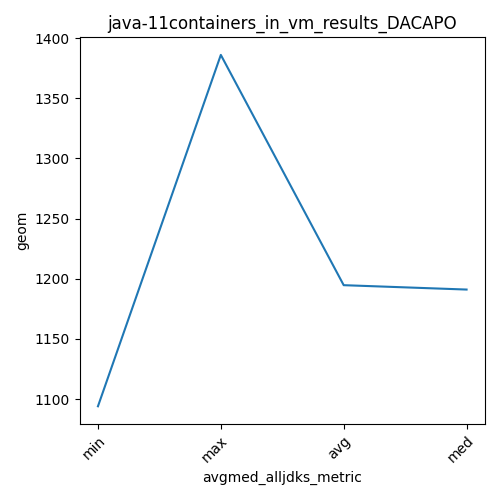 java-11containers_in_vm_results_DACAPO
1400
1350
1300
1250
1200
1150
1100
geom
min
max
avg
med
avgmed_alljdks_metric